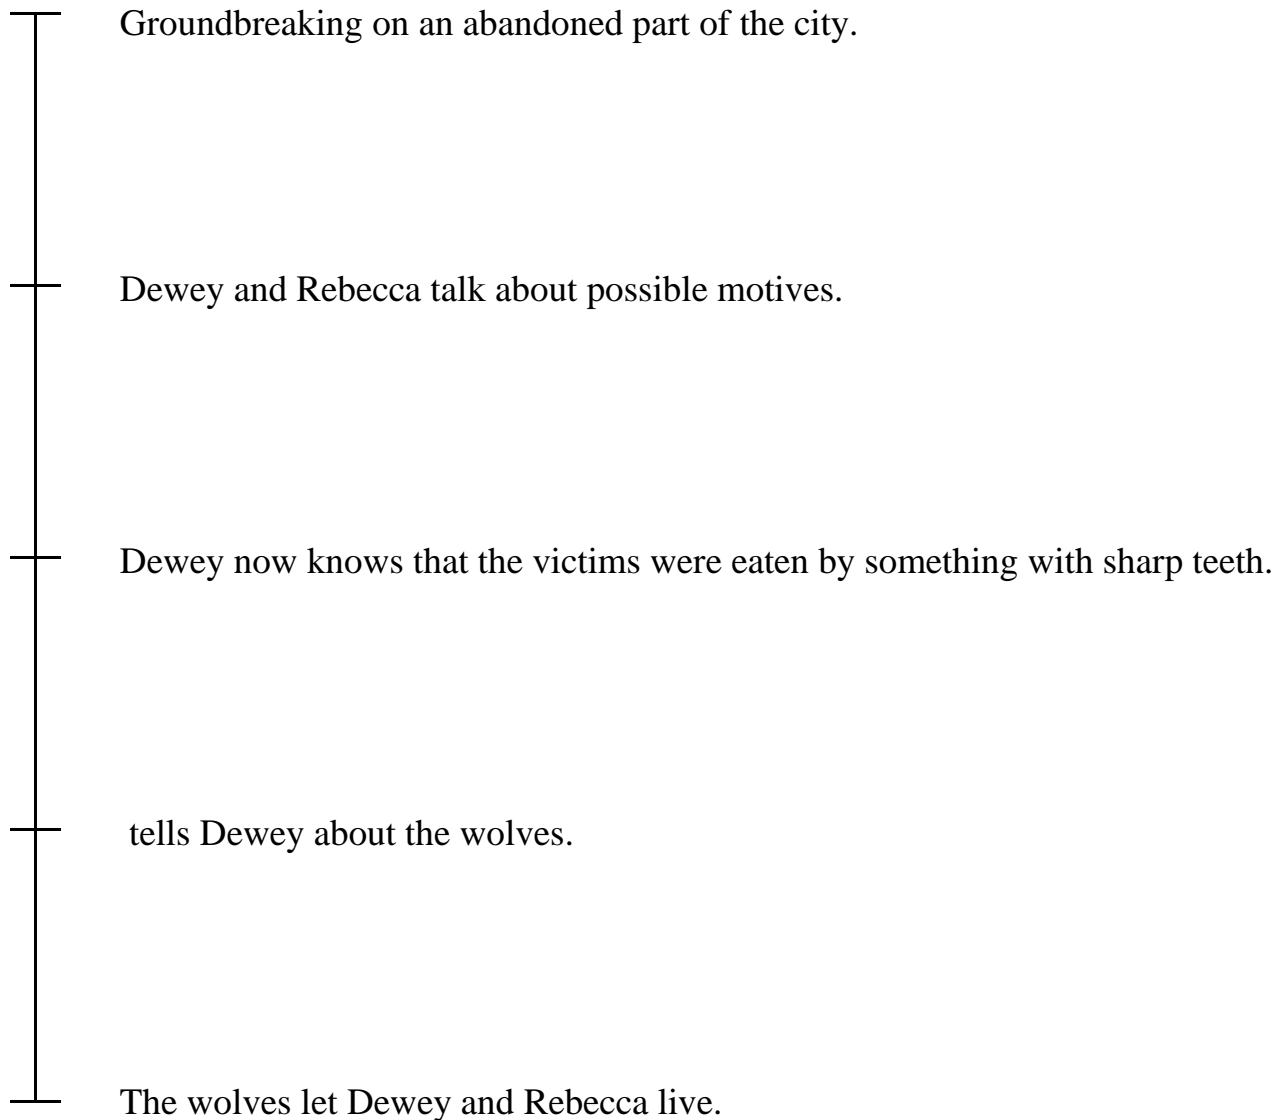 Groundbreaking on an abandoned part of the city.
Dewey and Rebecca talk about possible motives.
Dewey now knows that the victims were eaten by something with sharp teeth.
tells Dewey about the wolves.
The wolves let Dewey and Rebecca live.